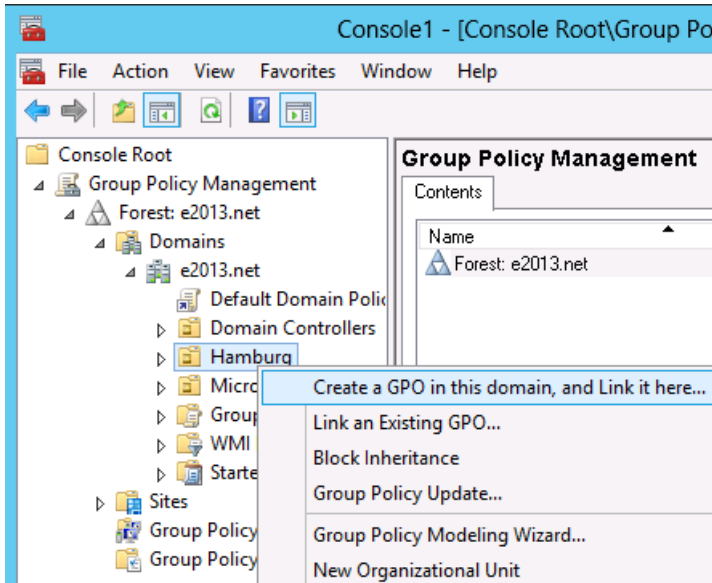 Console1 - [Console Root\Group Po
File Action View Favorites Window Help
Console Root
Group Policy Management
Forest: e2013.net
Domains
e2013.net
Default Domain Polic
Domain Controllers
Hamburg
Micro
Group
WMI
Starte
Sites
Group Policy
Group Policy
Group Policy Management
Contents
Name
Forest: e2013.net
Create a GPO in this domain, and Link it here...
Link an Existing GPO...
Block Inheritance
Group Policy Update...
Group Policy Modeling Wizard...
New Organizational Unit